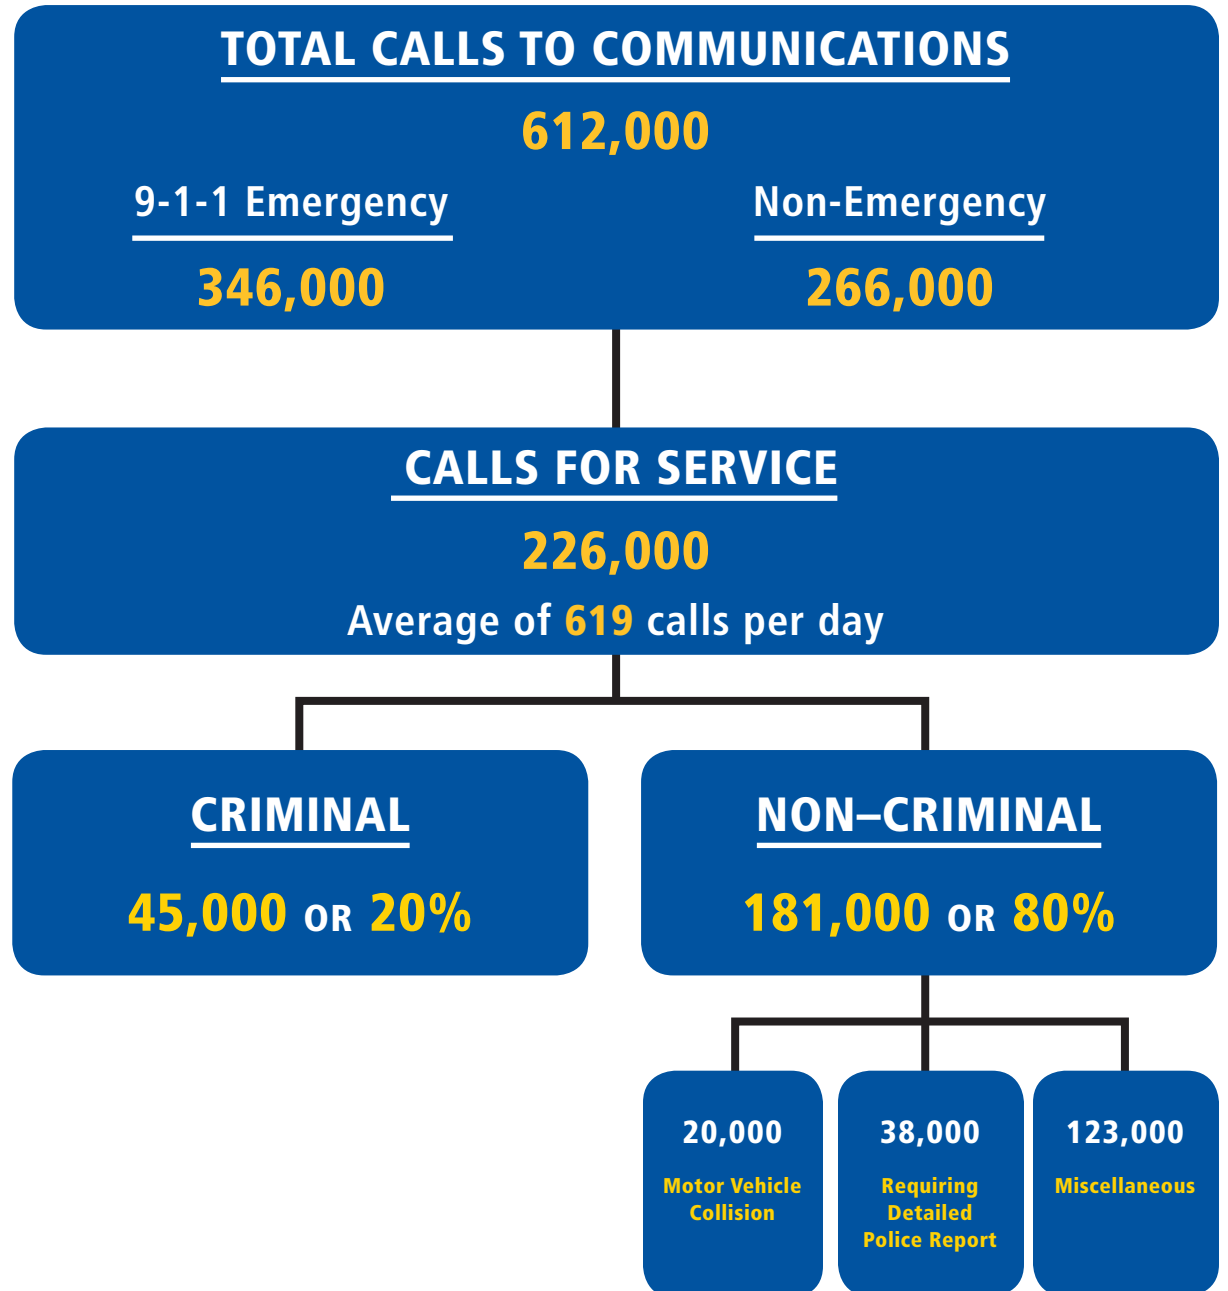 TOTAL CALLS TO COMMUNICATIONS
612,000
9-1-1 Emergency
346,000
Non-Emergency
266,000
CALLS FOR SERVICE
226,000
Average of 619 calls per day
CRIMINAL
45,000 OR 20%
NON–CRIMINAL
181,000 OR 80%
20,000
Motor Vehicle
Collision
38,000
Requiring
Detailed
Police Report
123,000
Miscellaneous